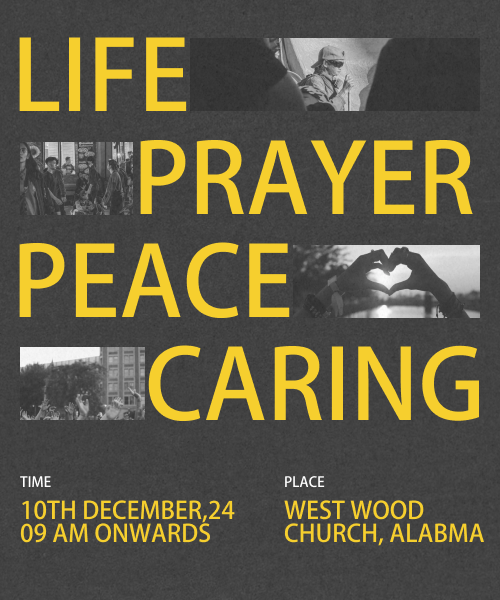 LIFE
PRAYER
PEACE
CARING
TIME
10TH DECEMBER,24
09 AM ONWARDS
PLACE
WEST WOOD
CHURCH, ALABMA